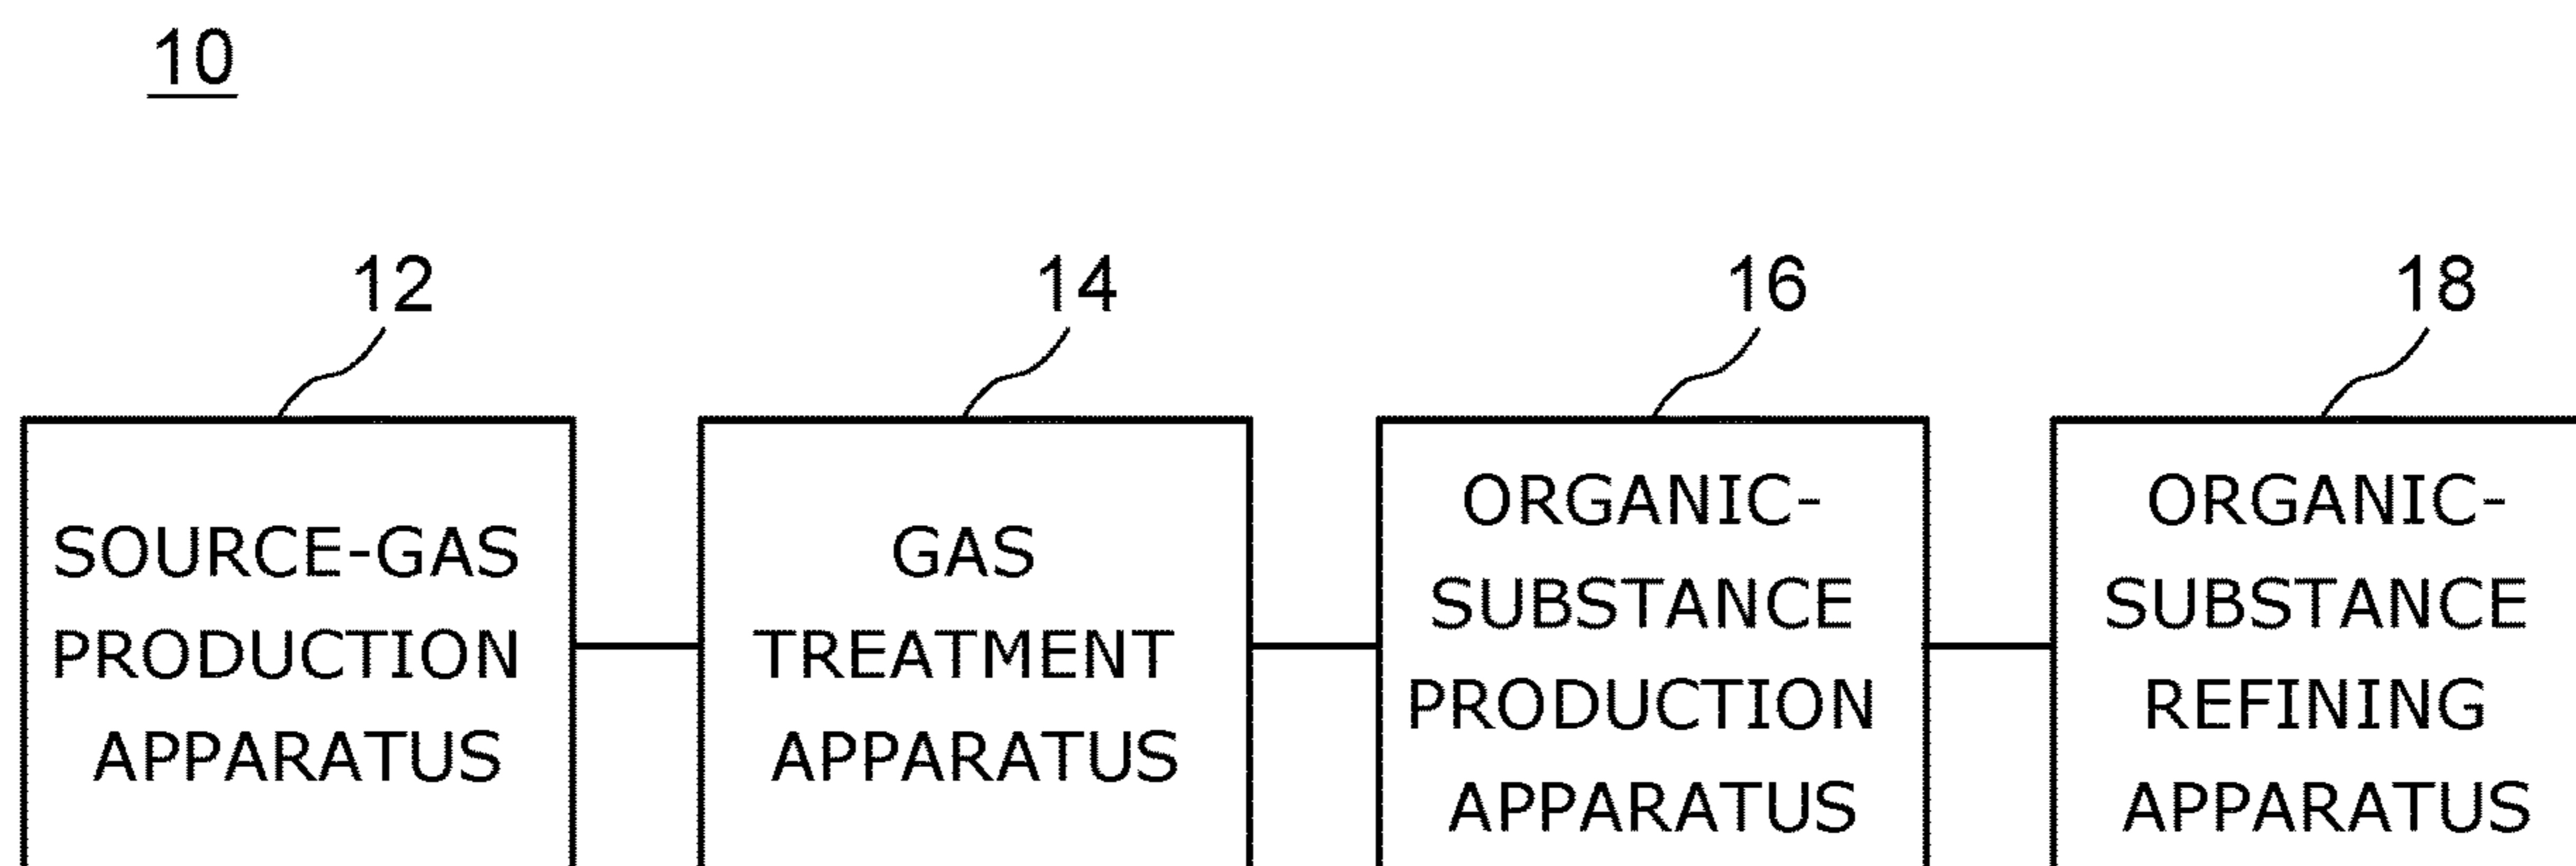 10
12
14
16
18
SOURCE-GAS
PRODUCTION
APPARATUS
GAS
TREATMENT
APPARATUS
ORGANIC-
SUBSTANCE
PRODUCTION
APPARATUS
ORGANIC-
SUBSTANCE
REFINING
APPARATUS